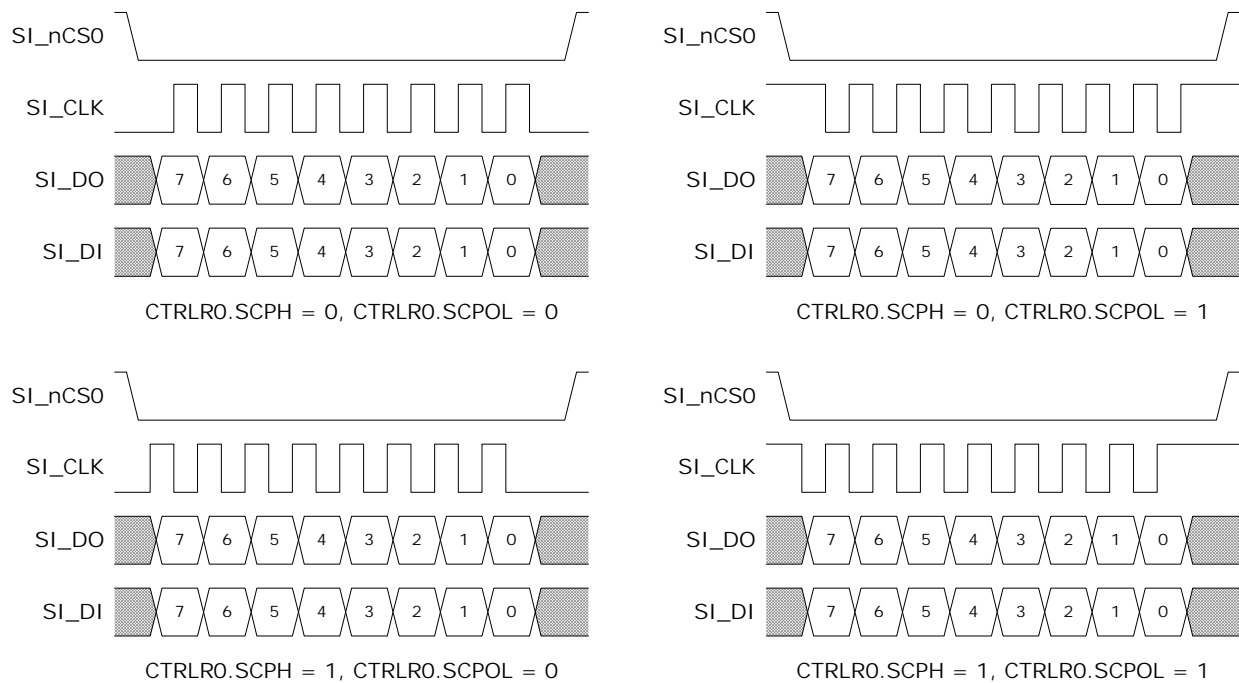 SI_nCS0
SI_CLK
SI_DO 7 6 5 4 3 2 1 0
SI_DI 7 6 5 4 3 2 1 0
CTRLR0.SCPH = 0, CTRLR0.SCPOL = 0
SI_nCS0
SI_CLK
SI_DO 7 6 5 4 3 2 1 0
SI_DI 7 6 5 4 3 2 1 0
CTRLR0.SCPH = 0, CTRLR0.SCPOL = 1
SI_nCS0
SI_CLK
SI_DO 7 6 5 4 3 2 1 0
SI_DI 7 6 5 4 3 2 1 0
CTRLR0.SCPH = 1, CTRLR0.SCPOL = 0
SI_nCS0
SI_CLK
SI_DO 7 6 5 4 3 2 1 0
SI_DI 7 6 5 4 3 2 1 0
CTRLR0.SCPH = 1, CTRLR0.SCPOL = 1